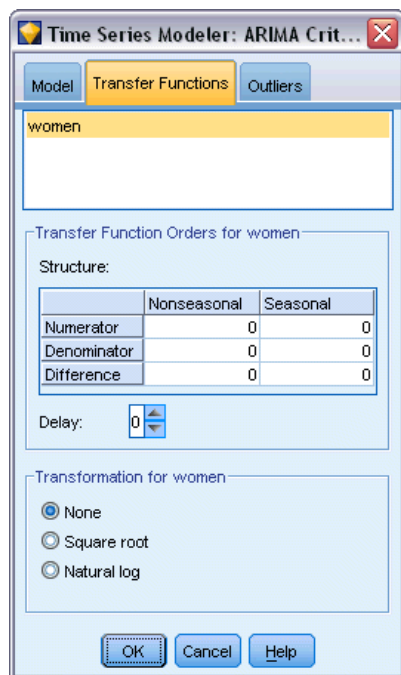 Time Series Modeler: ARIMA Crit...
Model Transfer Functions Outliers
women
Transfer Function Orders for women
Structure:
Nonseasonal Seasonal
Numerator 0 0
Denominator 0 0
Difference 0 0
Delay: 0
Transformation for women
None
Square root
Natural log
OK Cancel Help